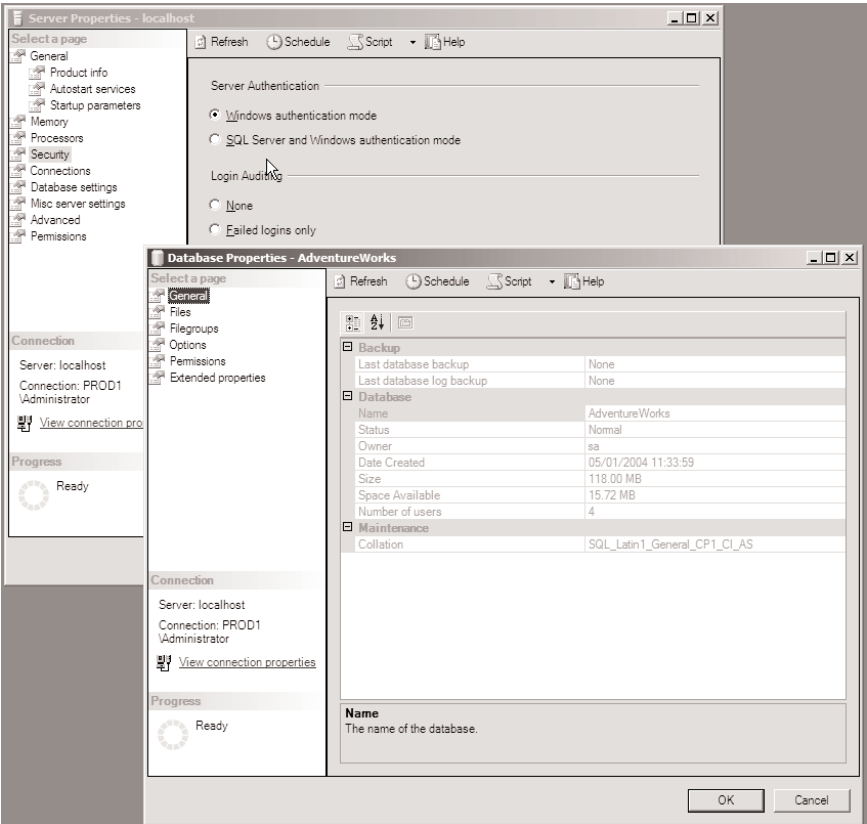 Server Properties - localhost
Select a page
General
Product info
Autostart services
Startup parameters
Memory
Processors
Security
Connections
Database settings
Misc server settings
Advanced
Permissions
Connection
Server: localhost
Connection: PROD1
\Administrator
View connection pro
Progress
Ready
Refresh Schedule Script Help
Server Authentication
Windows authentication mode
SQL Server and Windows authentication mode
Login Auditing
None
Failed logins only
Database Properties - AdventureWorks
Select a page
General
Files
Filegroups
Options
Permissions
Extended properties
Connection
Server: localhost
Connection: PROD1
\Administrator
View connection properties
Progress
Ready
Refresh Schedule Script Help
Backup
Last database backup None
Last database log backup None
Database
Name AdventureWorks
Status Normal
Owner sa
Date Created 05/01/2004 11:33:59
Size 118.00 MB
Space Available 15.72 MB
Number of users 4
Maintenance
Collation SQL_Latin1_General_CP1_CI_AS
Name
The name of the database.
OK Cancel